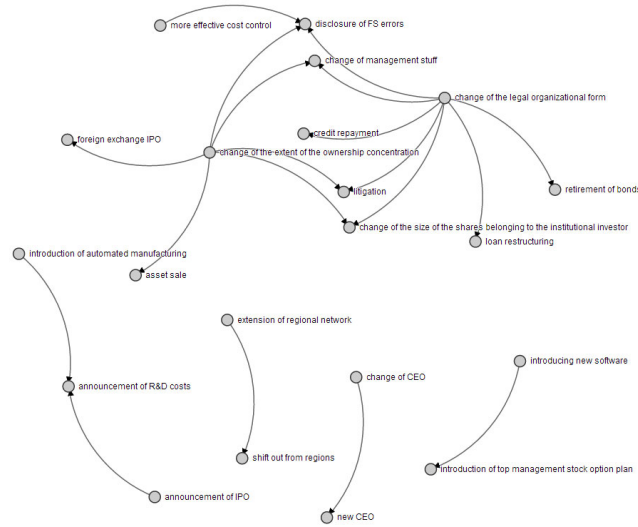 more effective cost control
disclosure of FS errors
change of management stuff
change of the legal organizational form
credit repayment
foreign exchange IPO
change of the extent of the ownership concentration
litigation
retirement of bonds
change of the size of the shares belonging to the institutional investor
loan restructuring
introduction of automated manufacturing
asset sale
extension of regional network
introducing new software
change of CEO
announcement of R&D costs
shift out from regions
introduction of top management stock option plan
announcement of IPO
new CEO